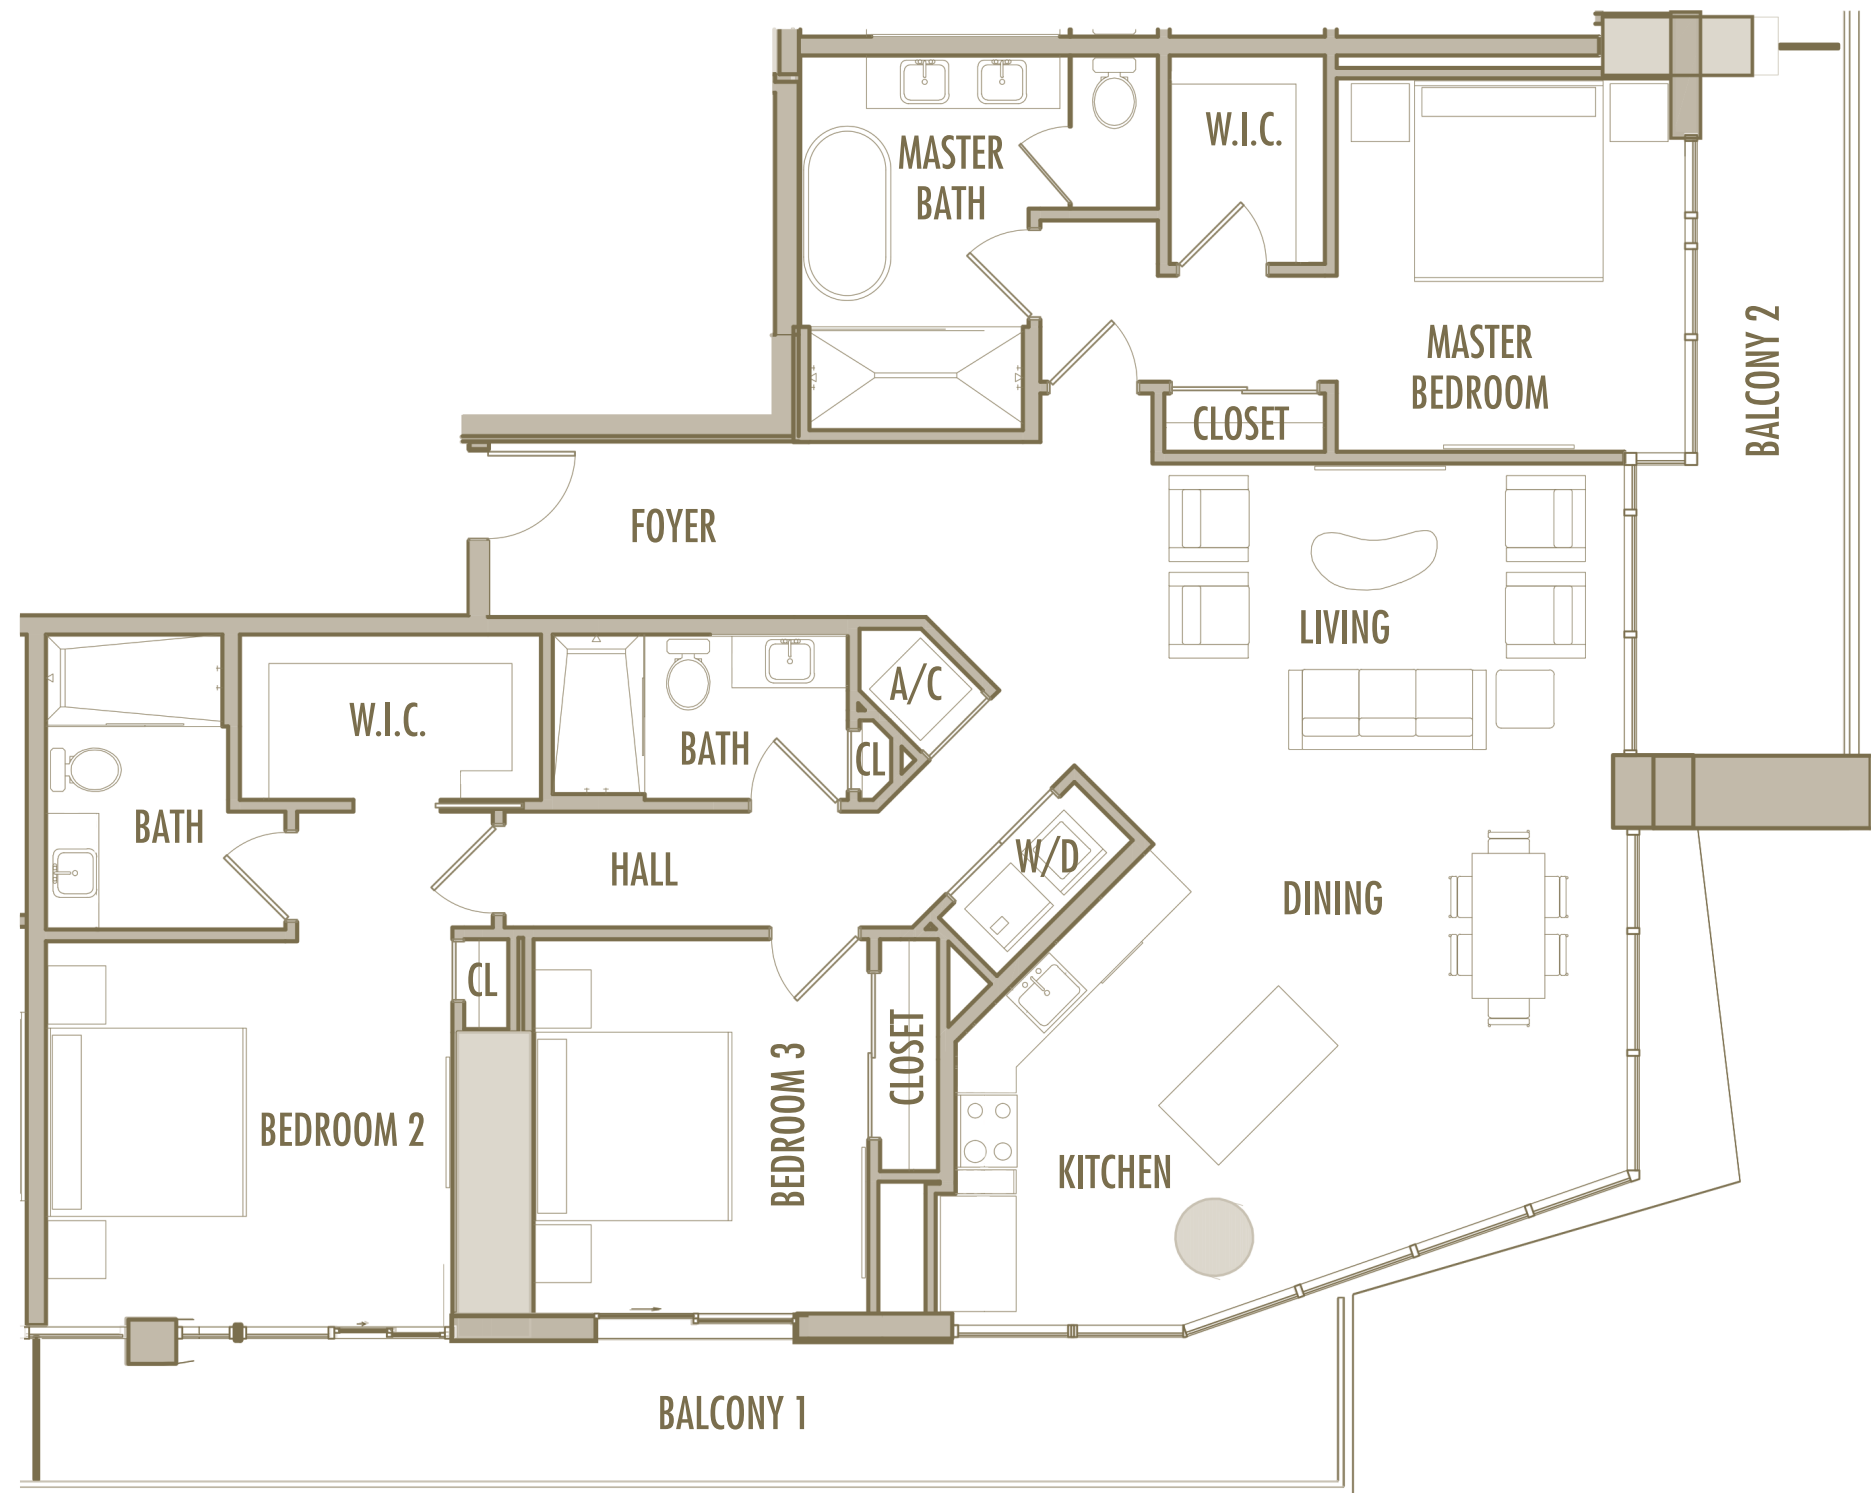 MASTER
BATH
W.I.C.
MASTER
BEDROOM
BALCONY 2
CLOSET
FOYER
LIVING
A/C
W.I.C.
BATH
CL
BATH
HALL
W/D
DINING
CL
CLOSET
BEDROOM 3
BEDROOM 2
KITCHEN
BALCONY 1